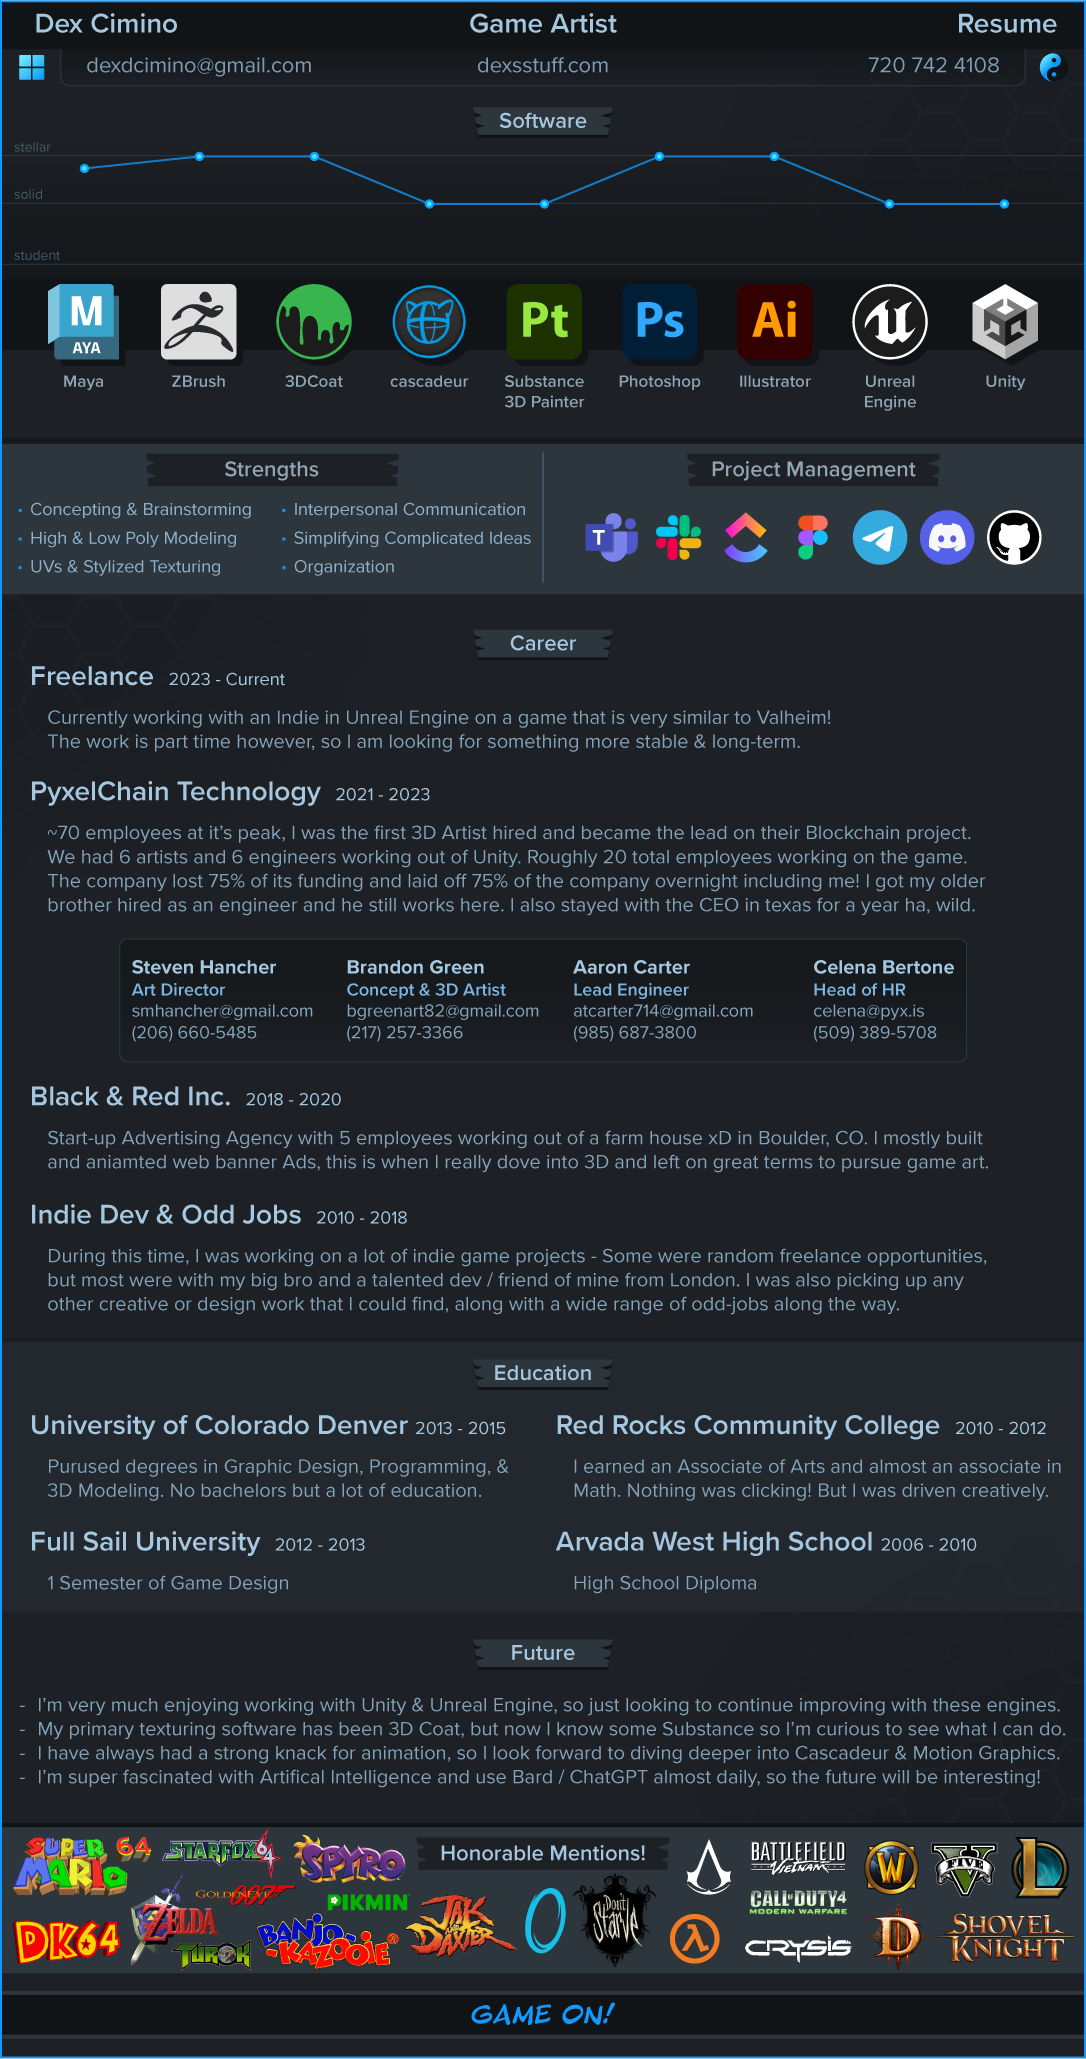 Dex Cimino Game Artist Resume
dexdcimino@gmail.com dexsstuff.com 720 742 4108
Software
stellar
solid
student
M
AYA
Pt Ps Ai
Maya ZBrush 3DCoat cascadeur Substance 3D Painter Photoshop Illustrator Unreal Engine Unity
Strengths
• Concepting & Brainstorming
• High & Low Poly Modeling
• UVs & Stylized Texturing
• Interpersonal Communication
• Simplifying Complicated Ideas
• Organization
Project Management
T
Career
Freelance 2023 - Current
Currently working with an Indie in Unreal Engine on a game that is very similar to Valheim!
The work is part time however, so I am looking for something more stable & long-term.
PyxelChain Technology 2021 - 2023
~70 employees at it's peak, I was the first 3D Artist hired and became the lead on their Blockchain project.
We had 6 artists and 6 engineers working out of Unity. Roughly 20 total employees working on the game.
The company lost 75% of its funding and laid off 75% of the company overnight including me! I got my older
brother hired as an engineer and he still works here. I also stayed with the CEO in texas for a year ha, wild.
Steven Hancher
Art Director
smhancher@gmail.com
(206) 660-5485
Brandon Green
Concept & 3D Artist
bgreenart82@gmail.com
(217) 257-3366
Aaron Carter
Lead Engineer
atcarter714@gmail.com
(985) 687-3800
Celena Bertone
Head of HR
celena@pyx.is
(509) 389-5708
Black & Red Inc. 2018 - 2020
Start-up Advertising Agency with 5 employees working out of a farm house xD in Boulder, CO. I mostly built
and aniamted web banner Ads, this is when I really dove into 3D and left on great terms to pursue game art.
Indie Dev & Odd Jobs 2010 - 2018
During this time, I was working on a lot of indie game projects - Some were random freelance opportunities,
but most were with my big bro and a talented dev / friend of mine from London. I was also picking up any
other creative or design work that I could find, along with a wide range of odd-jobs along the way.
Education
University of Colorado Denver 2013 - 2015
Purused degrees in Graphic Design, Programming, &
3D Modeling. No bachelors but a lot of education.
Red Rocks Community College 2010 - 2012
I earned an Associate of Arts and almost an associate in
Math. Nothing was clicking! But I was driven creatively.
Full Sail University 2012 - 2013
1 Semester of Game Design
Arvada West High School 2006 - 2010
High School Diploma
Future
- I'm very much enjoying working with Unity & Unreal Engine, so just looking to continue improving with these engines.
- My primary texturing software has been 3D Coat, but now I know some Substance so I'm curious to see what I can do.
- I have always had a strong knack for animation, so I look forward to diving deeper into Cascadeur & Motion Graphics.
- I'm super fascinated with Artifical Intelligence and use Bard / ChatGPT almost daily, so the future will be interesting!
Honorable Mentions!
SUPER MARIO 64
STARFOX 64
SPYRO
GOLDENEYE 007
PIKMIN
DK64
ZELDA
TUROK
BANJO-KAZOOIE
JAK AND DAXTER
Don't Starve
BATTLEFIELD
VIETNAM
CALL OF DUTY 4
MODERN WARFARE
CRYSIS
W
V
FIVE
L
D
SHOVEL
KNIGHT
GAME ON!